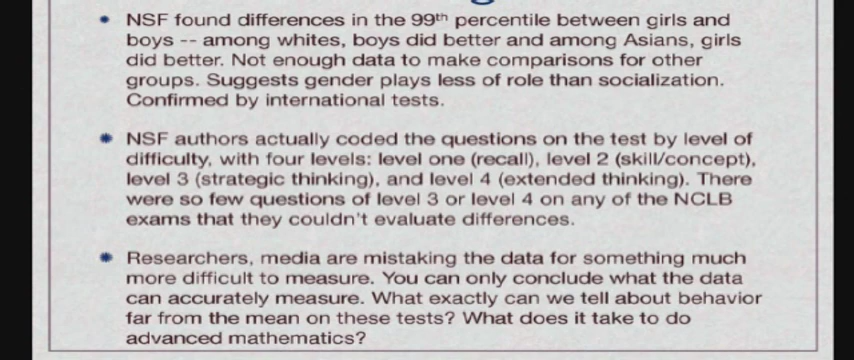 • NSF found differences in the 99th percentile between girls and
boys -- among whites, boys did better and among Asians, girls
did better. Not enough data to make comparisons for other
groups. Suggests gender plays less of role than socialization.
Confirmed by international tests.
• NSF authors actually coded the questions on the test by level of
difficulty, with four levels: level one (recall), level 2 (skill/concept),
level 3 (strategic thinking), and level 4 (extended thinking). There
were so few questions of level 3 or level 4 on any of the NCLB
exams that they couldn't evaluate differences.
• Researchers, media are mistaking the data for something much
more difficult to measure. You can only conclude what the data
can accurately measure. What exactly can we tell about behavior
far from the mean on these tests? What does it take to do
advanced mathematics?